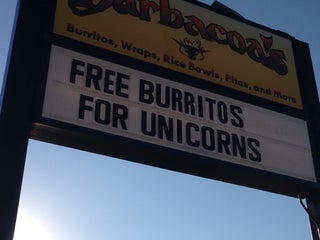 Barbacoa's
Burritos, Wraps, Rice Bowls, Pitas, and More
FREE BURRITOS
FOR UNICORNS